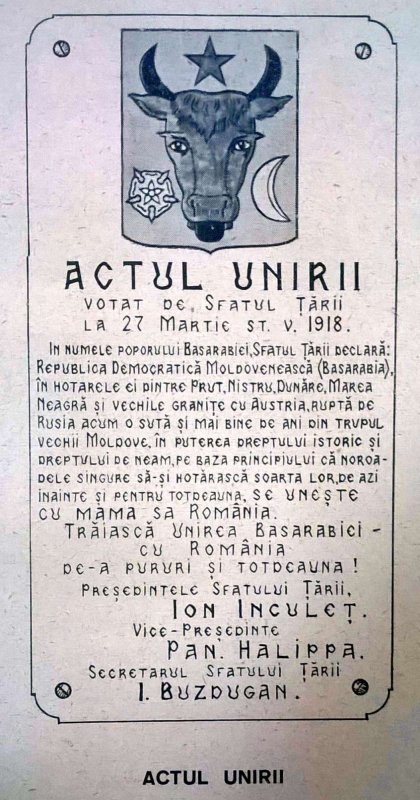 ACTUL UNIRII
VOTAT DE SFATUL ȚĂRII
LA 27 MARTIE ST. V. 1918.
IN NUMELE POPORULUI BASARABIEI, SFATUL ȚĂRII DECLARĂ:
REPUBLICA DEMOCRATICĂ MOLDOVENEASCĂ (BASARABIA),
ÎN HOTARELE EI DINTRE PRUT, NISTRU, DUNĂRE, MAREA
NEAGRĂ ȘI VECHILE GRANIȚE CU AUSTRIA, RUPTĂ DE
RUSIA ACUM O SUTĂ ȘI MAI BINE DE ANI DIN TRUPUL
VECHII MOLDOVE, ÎN PUTEREA DREPTULUI ISTORIC ȘI
DREPTULUI DE NEAM, PE BAZA PRINCIPIULUI CĂ NOROA-
DELE SINGURE SĂ-ȘI HOTĂRASCĂ SOARTA LOR, DE AZI
INAINTE ȘI PENTRU TOTDEAUNA, SE UNEȘTE
CU MAMA SA ROMÂNIA.
TRĂIASCĂ UNIREA BASARABIEI -
CU ROMÂNIA
DE-A PURURI ȘI TOTDEAUNA!
PREȘEDINTELE SFATULUI ȚĂRII,
ION INCULEȚ.
VICE-PREȘEDINTE
PAN. HALIPPA.
SECRETARUL SFATULUI ȚĂRII
I. BUZDUGAN.
ACTUL UNIRII